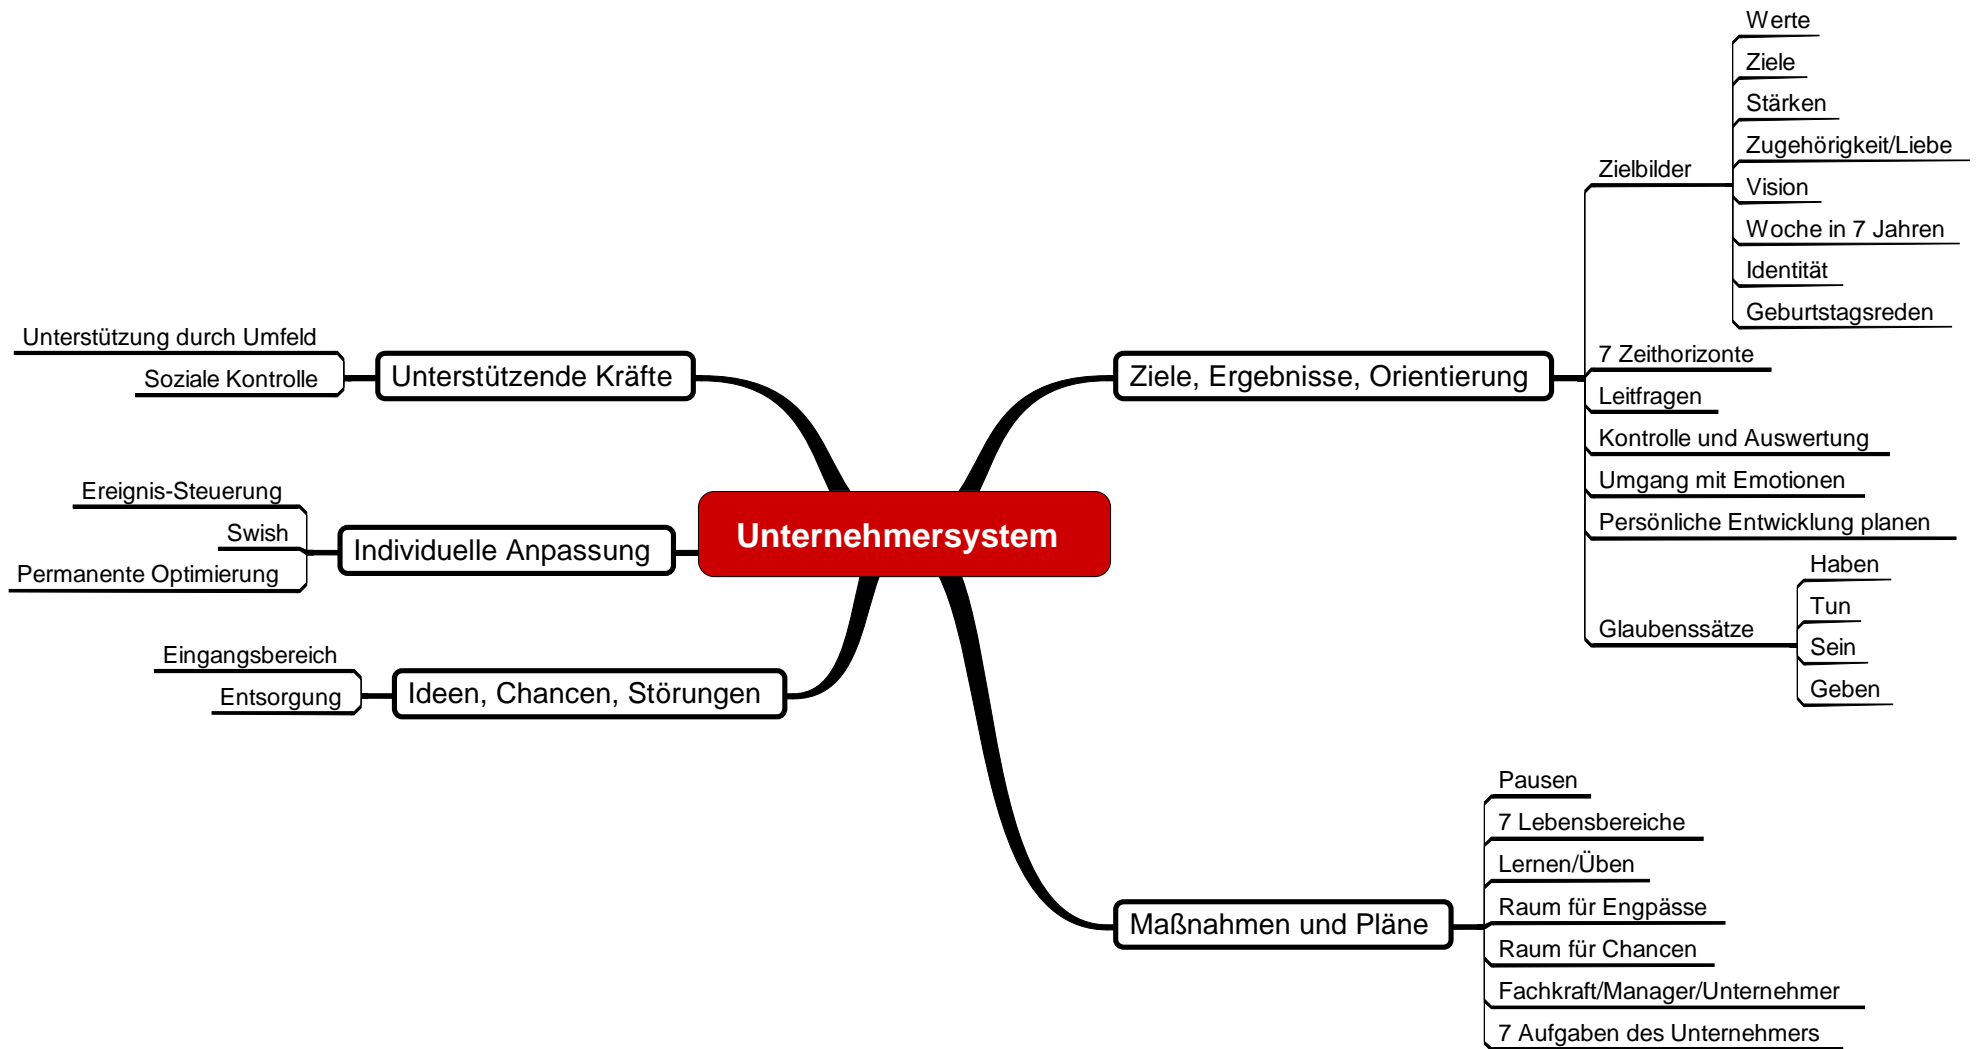 Unternehmersystem
Ziele, Ergebnisse, Orientierung
Zielbilder
Werte
Ziele
Stärken
Zugehörigkeit/Liebe
Vision
Woche in 7 Jahren
Identität
Geburtstagsreden
7 Zeithorizonte
Leitfragen
Kontrolle und Auswertung
Umgang mit Emotionen
Persönliche Entwicklung planen
Glaubenssätze
Haben
Tun
Sein
Geben
Maßnahmen und Pläne
Pausen
7 Lebensbereiche
Lernen/Üben
Raum für Engpässe
Raum für Chancen
Fachkraft/Manager/Unternehmer
7 Aufgaben des Unternehmers
Ideen, Chancen, Störungen
Eingangsbereich
Entsorgung
Individuelle Anpassung
Ereignis-Steuerung
Swish
Permanente Optimierung
Unterstützende Kräfte
Unterstützung durch Umfeld
Soziale Kontrolle